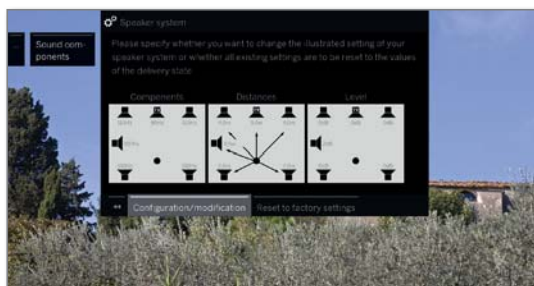 Speaker system
Sound com-
ponents
Please specify whether you want to change the illustrated setting of your
speaker system or whether all existing settings are to be reset to the values
of the delivery state
Components
Distances
Level
Configuration/modification
Reset to factory settings